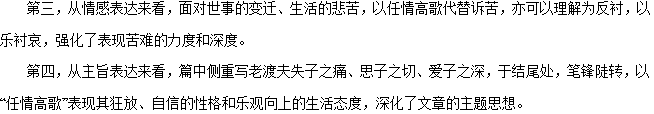 第三，从情感表达来看，面对世事的变迁、生活的悲苦，以任情高歌代替诉苦，亦可以理解为反衬，以
乐衬哀，强化了表现苦难的力度和深度。
第四，从主旨表达来看，篇中侧重写老渡夫失子之痛、思子之切、爱子之深，于结尾处，笔锋陡转，以
“任情高歌”表现其狂放、自信的性格和乐观向上的生活态度，深化了文章的主题思想。